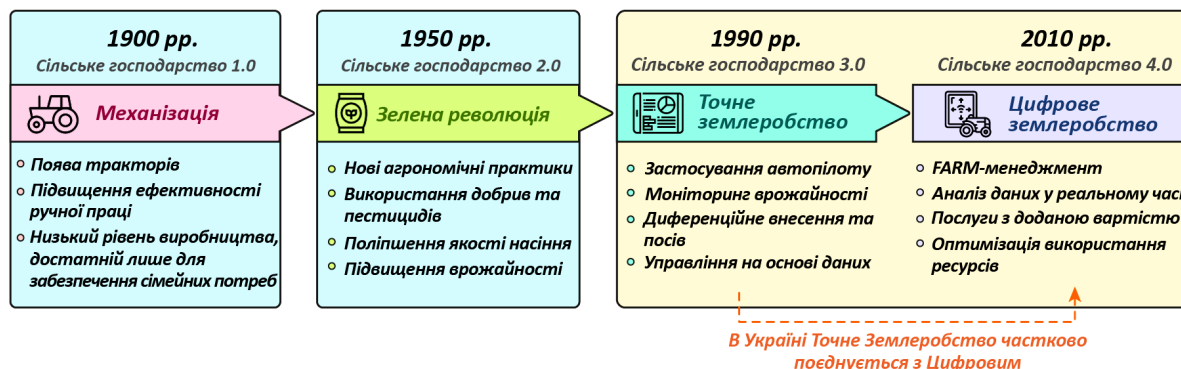 1900 рр.
Сільське господарство 1.0
Механізація
Поява тракторів
Підвищення ефективності
ручної праці
Низький рівень виробництва,
достатній лише для
забезпечення сімейних потреб
1950 рр.
Сільське господарство 2.0
Зелена революція
Нові агрономічні практики
Використання добрив та
пестицидів
Поліпшення якості насіння
Підвищення врожайності
1990 рр.
Сільське господарство 3.0
Точне
землеробство
Застосування автопілоту
Моніторинг врожайності
Диференційне внесення та
посів
Управління на основі даних
2010 рр.
Сільське господарство 4.0
Цифрове
землеробство
FARM-менеджмент
Аналіз даних у реальному час
Послуги з доданою вартістю
Оптимізація використання
ресурсів
В Україні Точне Землеробство частково
поєднується з Цифровим